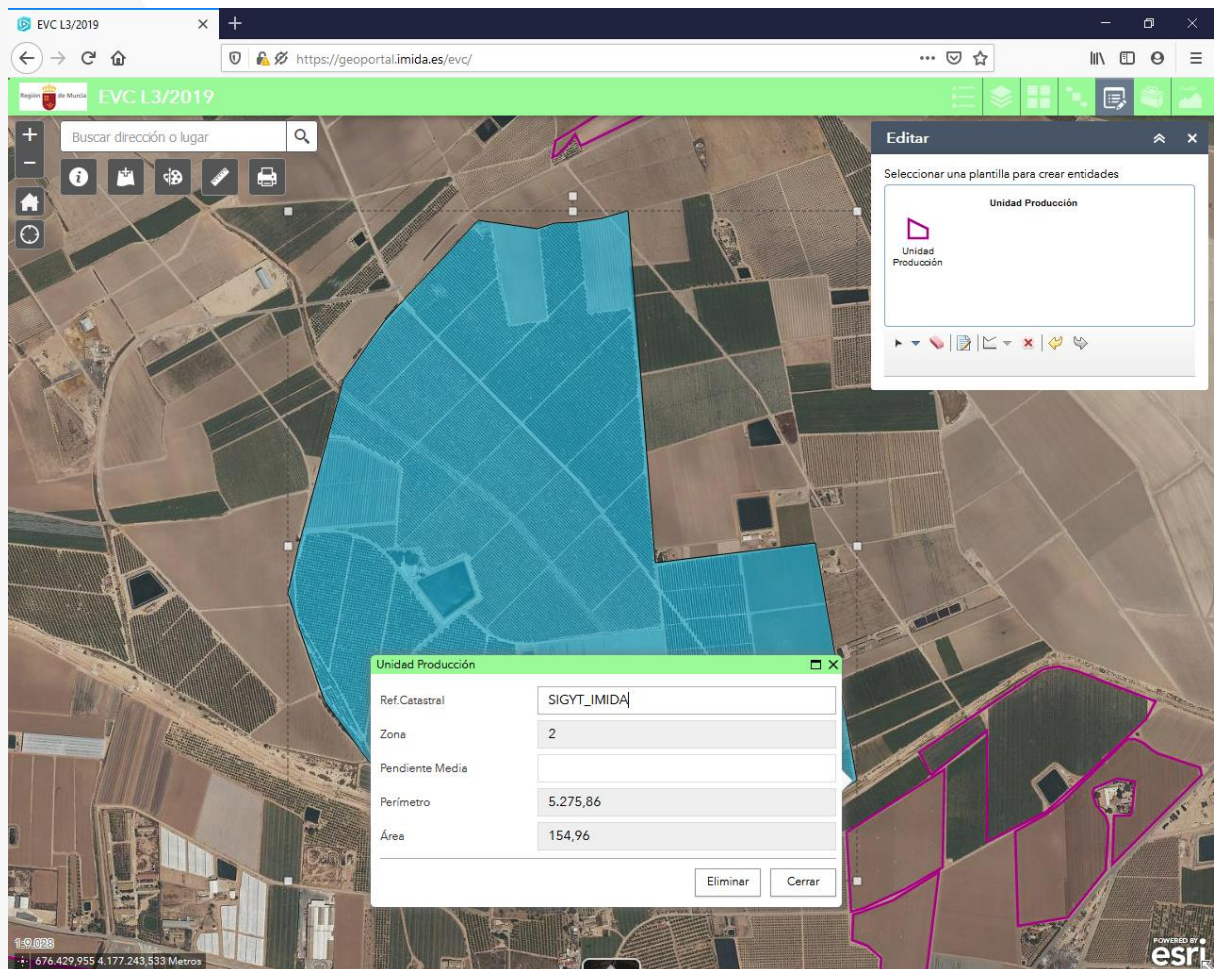 EVC L3/2019
https://geoportal.imida.es/evc/
Región de Murcia
EVC L3/2019
Buscar dirección o lugar
Editar
Seleccionar una plantilla para crear entidades
Unidad Producción
Unidad
Producción
Unidad Producción
Ref.Catastral SIGYT_IMIDA
Zona 2
Pendiente Media
Perímetro 5.275,86
Área 154,96
Eliminar Cerrar
1:9.028
676.429,955 4.177.243,533 Metros
POWERED BY
esri